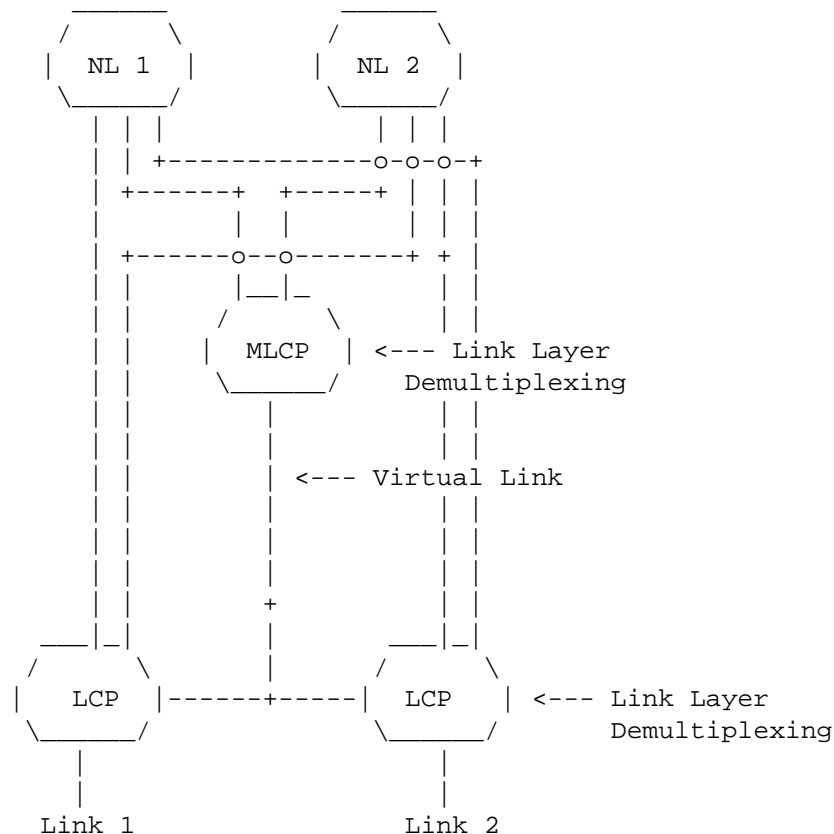 NL 1 NL 2
MLCP <--- Link Layer
Demultiplexing
<--- Virtual Link
LCP LCP <--- Link Layer
Demultiplexing
Link 1 Link 2